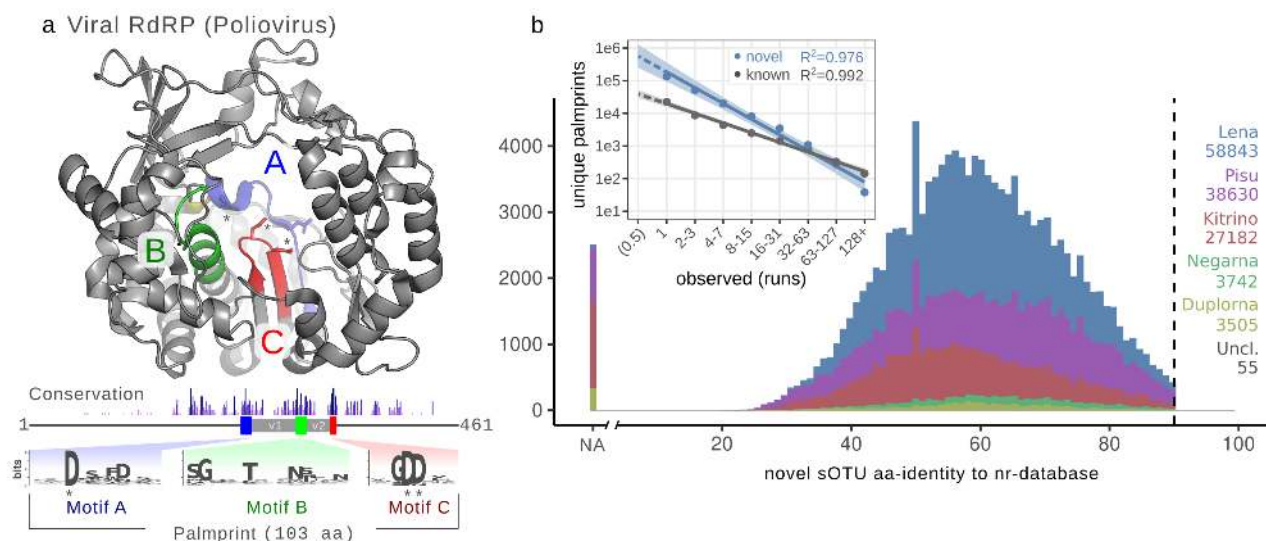 a Viral RdRP (Poliovirus)
A
*
*
*
B
C
Conservation
1
v1
v2
461
bits
D S F D
SG T N S N
GDD
*
* *
Motif A
Motif B
Motif C
Palmprint (103 aa)
b
unique palmprints
1e6
1e5
1e4
1e3
1e2
1e1
novel R²=0.976
known R²=0.992
(0.5)
1
2-3
4-7
8-15
16-31
32-63
63-127
128+
observed (runs)
4000
3000
2000
1000
0
NA
20
40
60
80
100
novel sOTU aa-identity to nr-database
Lena
58843
Pisu
38630
Kitrino
27182
Negarna
3742
Duplorna
3505
Uncl.
55